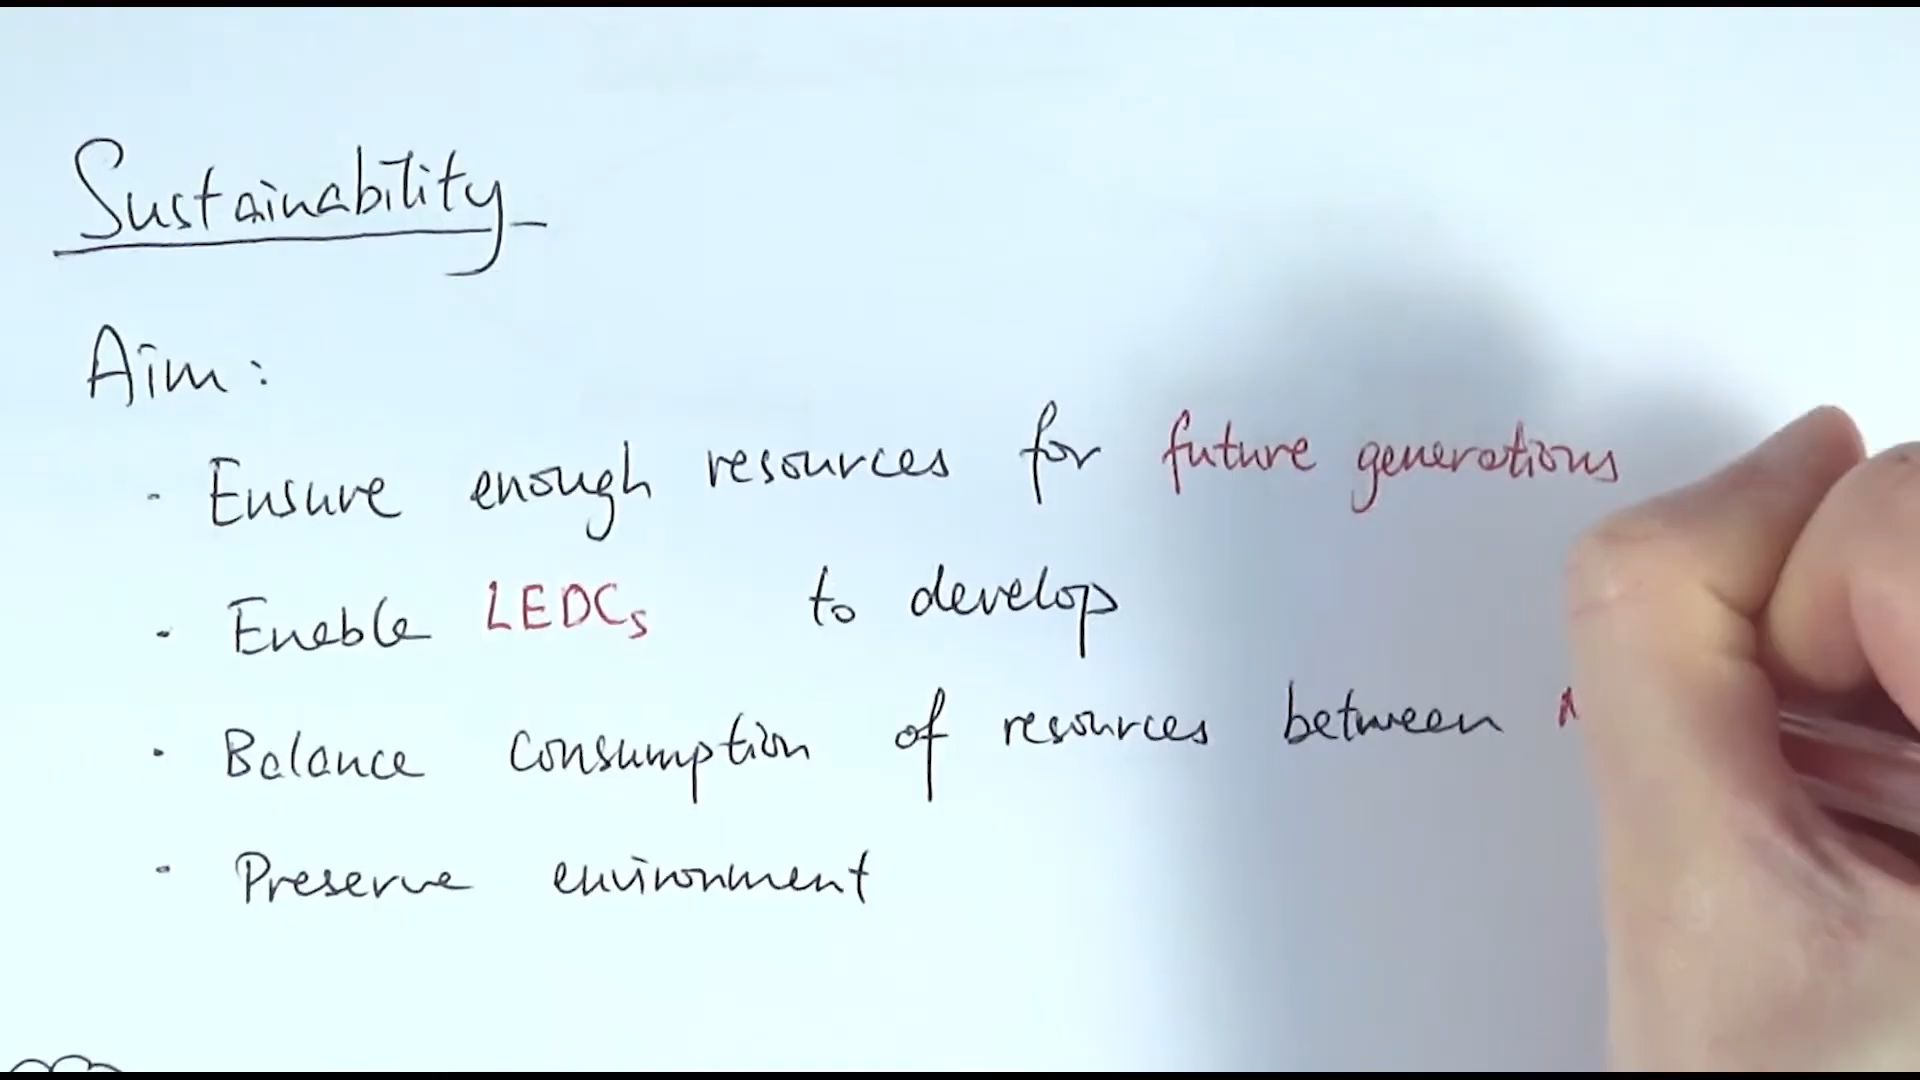 Sustainability
Aim:
- Ensure enough resources for future generations
- Enable LEDCs to develop
- Balance consumption of resources between
- Preserve environment